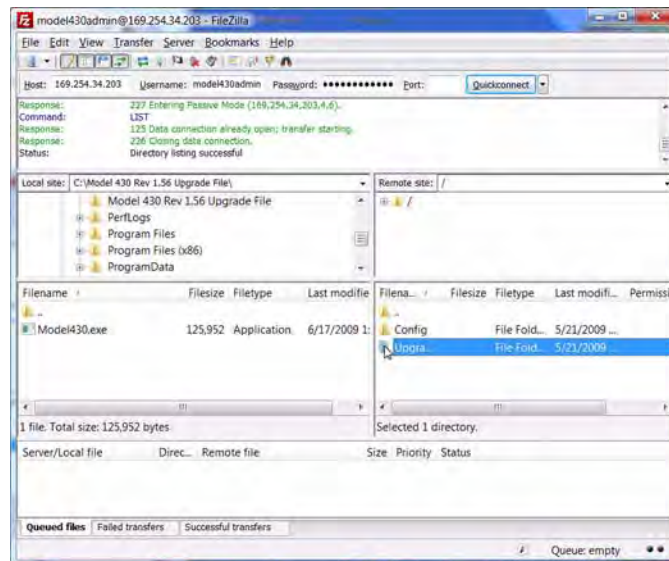 model430admin@169.254.34.203 - FileZilla
File Edit View Transfer Server Bookmarks Help
Host: 169.254.34.203 Username: model430admin Password: ●●●●●●●●●●●● Port: Quickconnect
Response: 227 Entering Passive Mode (169,254,34,203,4,6).
Command: LIST
Response: 125 Data connection already open; transfer starting.
Response: 226 Closing data connection.
Status: Directory listing successful
Local site: C:\Model 430 Rev 1.56 Upgrade File\ Remote site: /
Model 430 Rev 1.56 Upgrade File /
PerfLogs
Program Files
Program Files (x86)
ProgramData
Filename Filesize Filetype Last modifie Filena... Filesize Filetype Last modifi... Permissi
.. ..
Model430.exe 125,952 Application 6/17/2009 1: Config File Fold... 5/21/2009 ...
Upgra... File Fold... 5/21/2009 ...
1 file. Total size: 125,952 bytes Selected 1 directory.
Server/Local file Direc... Remote file Size Priority Status
Queued files Failed transfers Successful transfers
Queue: empty